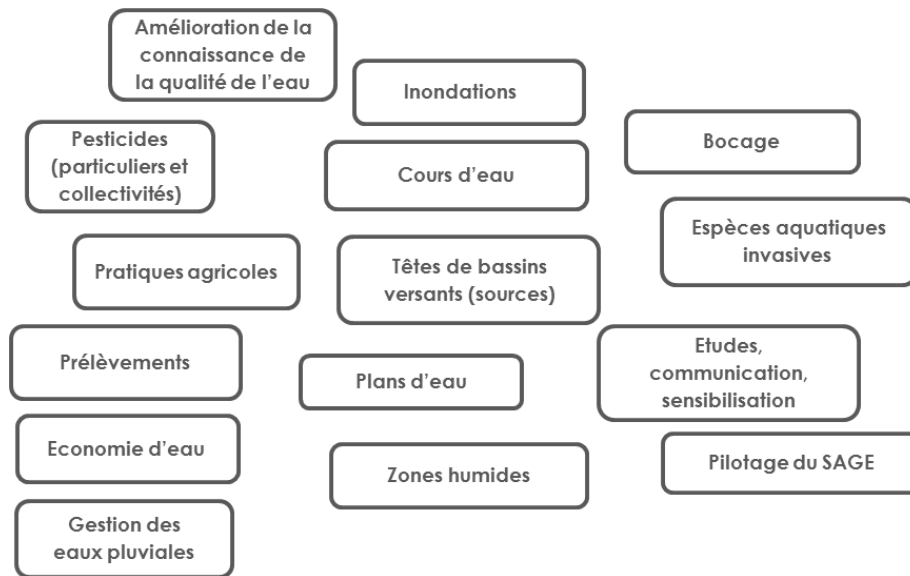 Amélioration de la
connaissance de
la qualité de l'eau
Inondations
Pesticides
(particuliers et
collectivités)
Cours d'eau
Bocage
Espèces aquatiques
invasives
Pratiques agricoles
Têtes de bassins
versants (sources)
Prélèvements
Plans d'eau
Etudes,
communication,
sensibilisation
Economie d'eau
Zones humides
Pilotage du SAGE
Gestion des
eaux pluviales